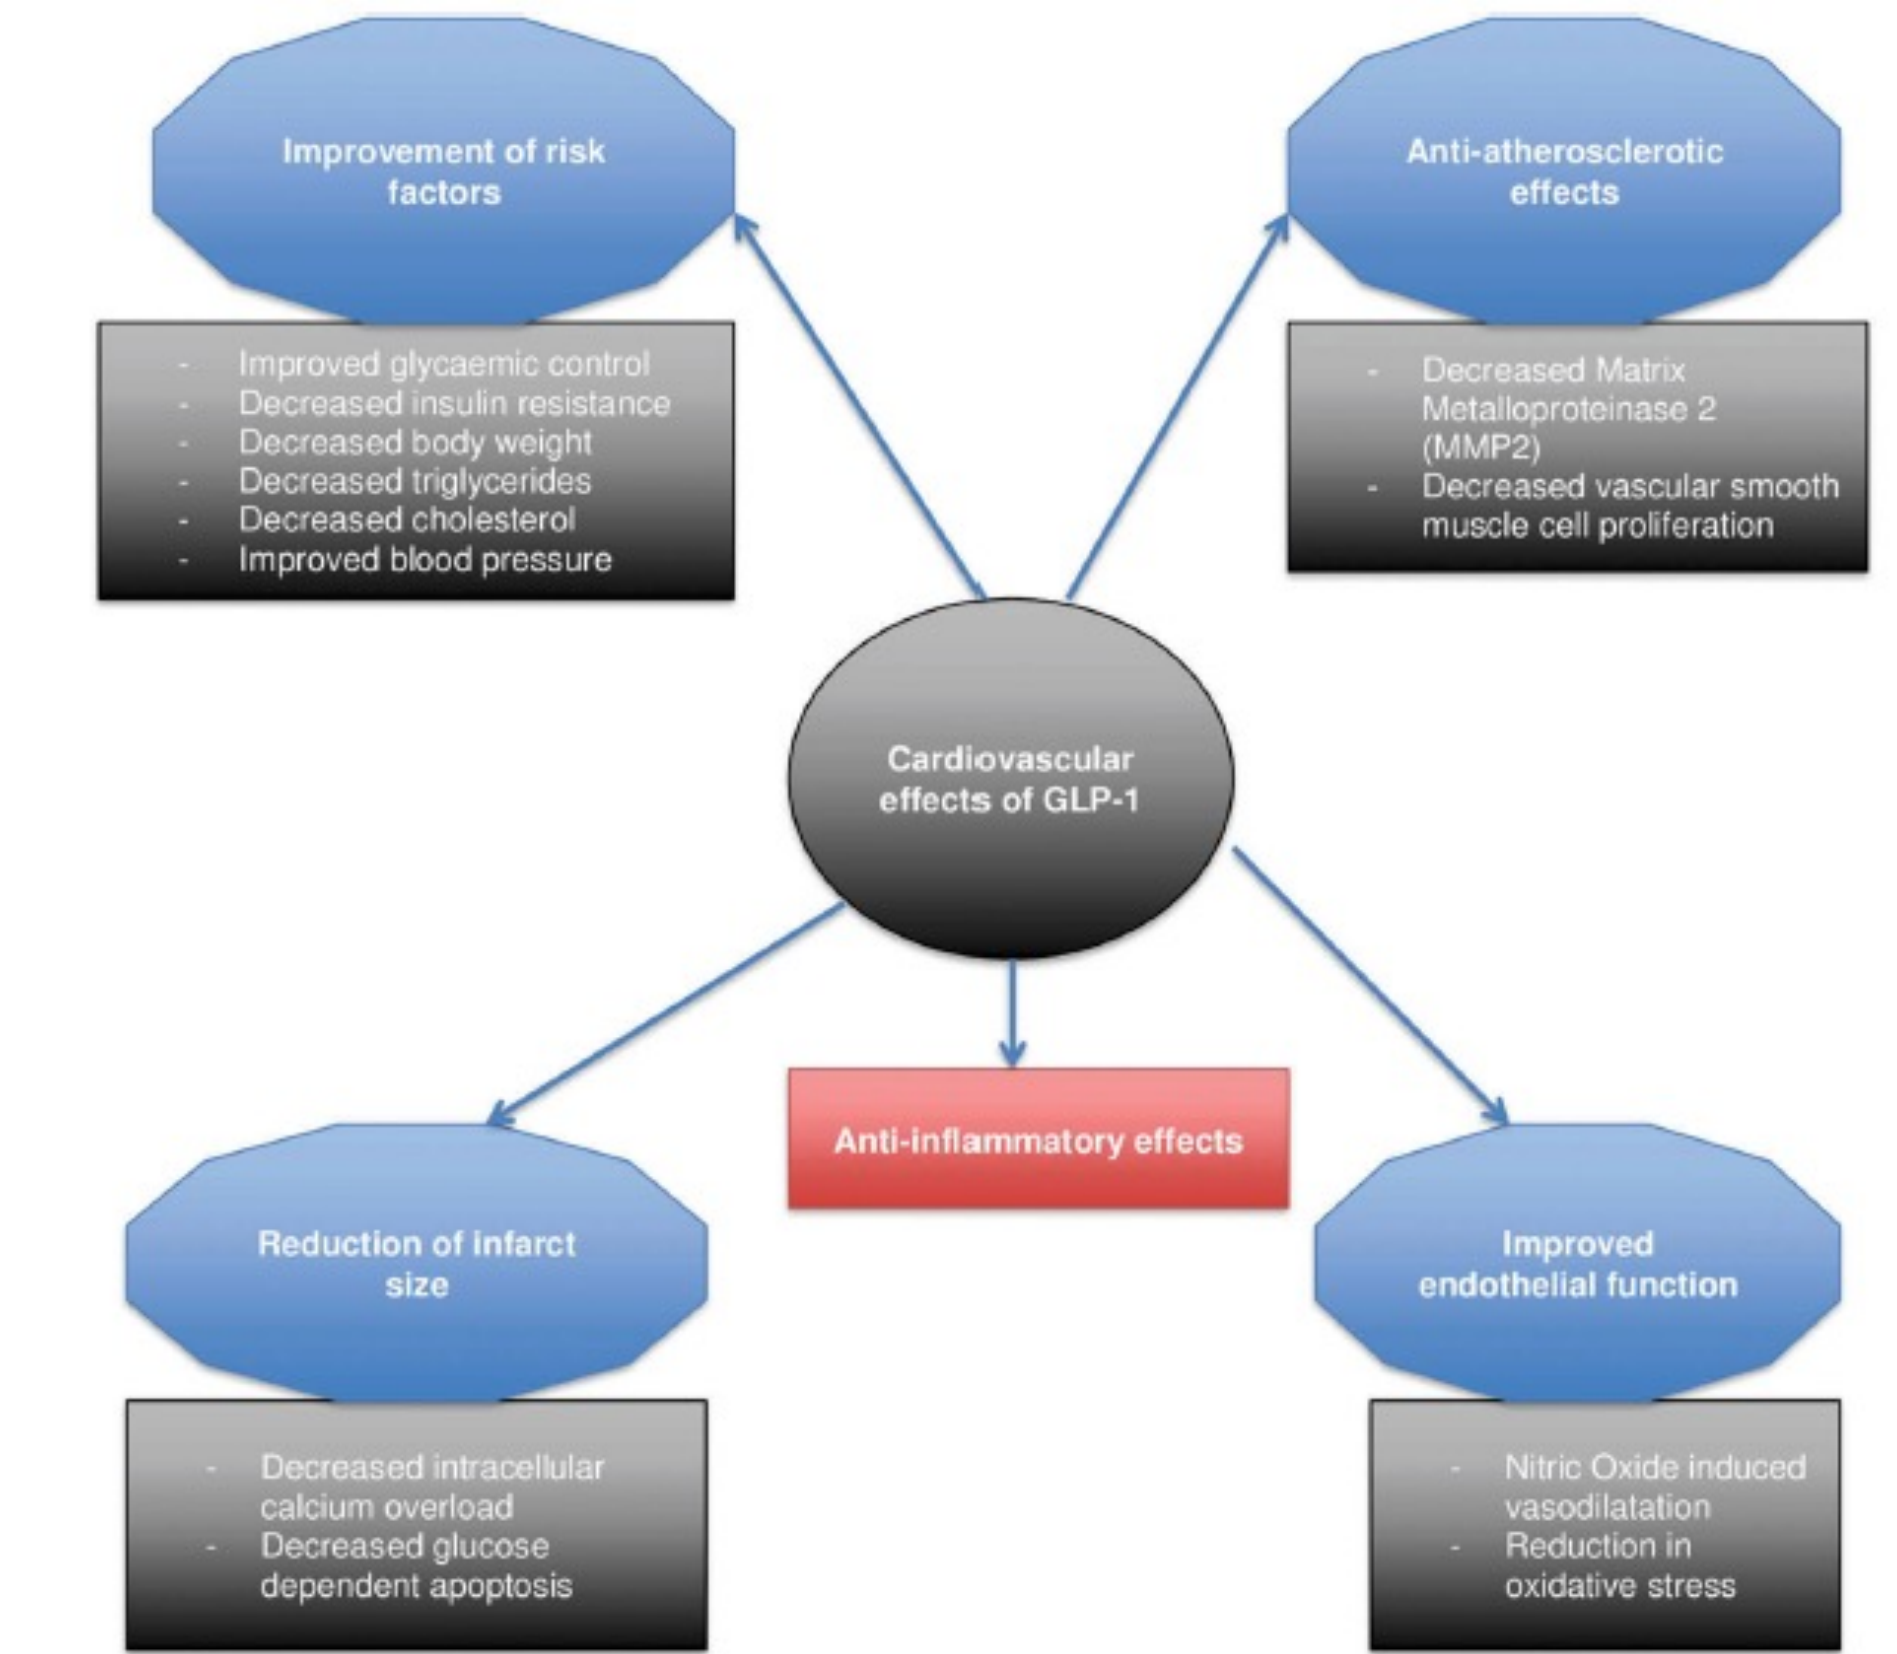 Improvement of risk
factors
- Improved glycaemic control
- Decreased insulin resistance
- Decreased body weight
- Decreased triglycerides
- Decreased cholesterol
- Improved blood pressure
Anti-atherosclerotic
effects
- Decreased Matrix
Metalloproteinase 2
(MMP2)
- Decreased vascular smooth
muscle cell proliferation
Cardiovascular
effects of GLP-1
Anti-inflammatory effects
Reduction of infarct
size
- Decreased intracellular
calcium overload
- Decreased glucose
dependent apoptosis
Improved
endothelial function
- Nitric Oxide induced
vasodilatation
- Reduction in
oxidative stress